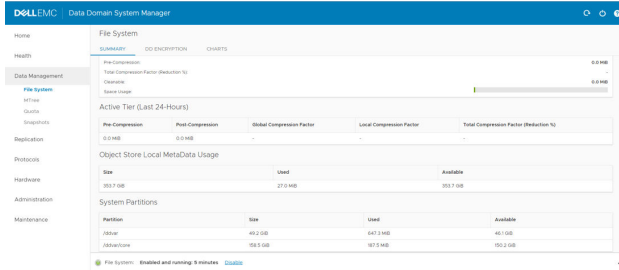 DELLEMC Data Domain System Manager
Home
Health
Data Management
File System
MTree
Quota
Snapshots
Replication
Protocols
Hardware
Administration
Maintenance
File System
SUMMARY DD ENCRYPTION CHARTS
Pre-Compression 0.0 MiB
Total Compression Factor (Reduction %) -
Cleanable 0.0 MiB
Space Usage
Active Tier (Last 24-Hours)
Pre-Compression Post-Compression Global Compression Factor Local Compression Factor Total Compression Factor (Reduction %)
0.0 MiB 0.0 MiB - - -
Object Store Local MetaData Usage
Size Used Available
353.7 GiB 27.0 MiB 353.7 GiB
System Partitions
Partition Size Used Available
/ddvar 49.2 GiB 647.3 MiB 46.1 GiB
/ddvar/core 158.3 GiB 187.5 MiB 150.2 GiB
File System: Enabled and running: 5 minutes Disable